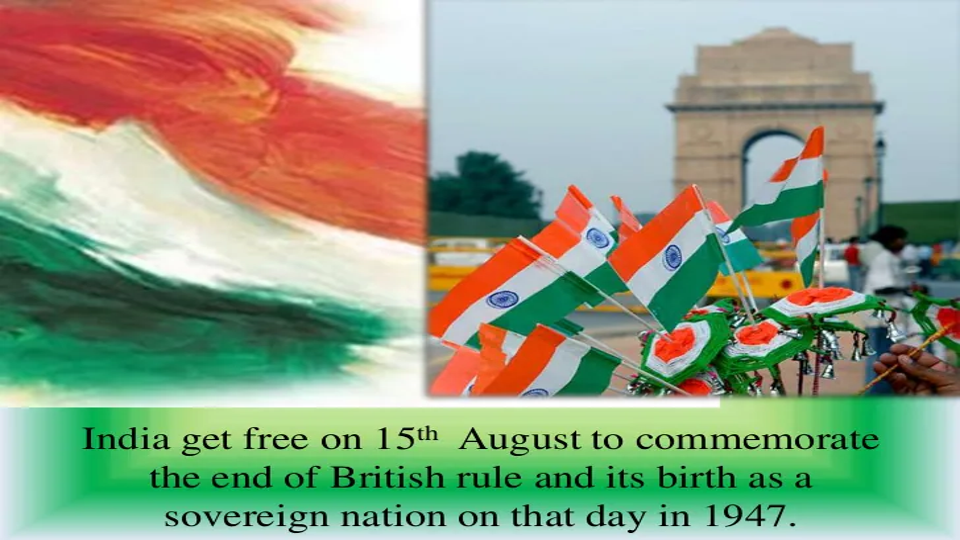 India get free on 15th August to commemorate
the end of British rule and its birth as a
sovereign nation on that day in 1947.